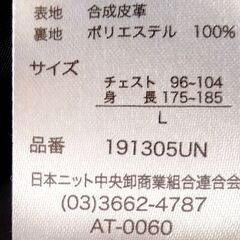 表地 合成皮革
裏地 ポリエステル 100%
サイズ
チェスト 96~104
身 長 175~185
L
品番 191305UN
日本ニット中央卸商業組合連合会
(03)3662-4787
AT-0060